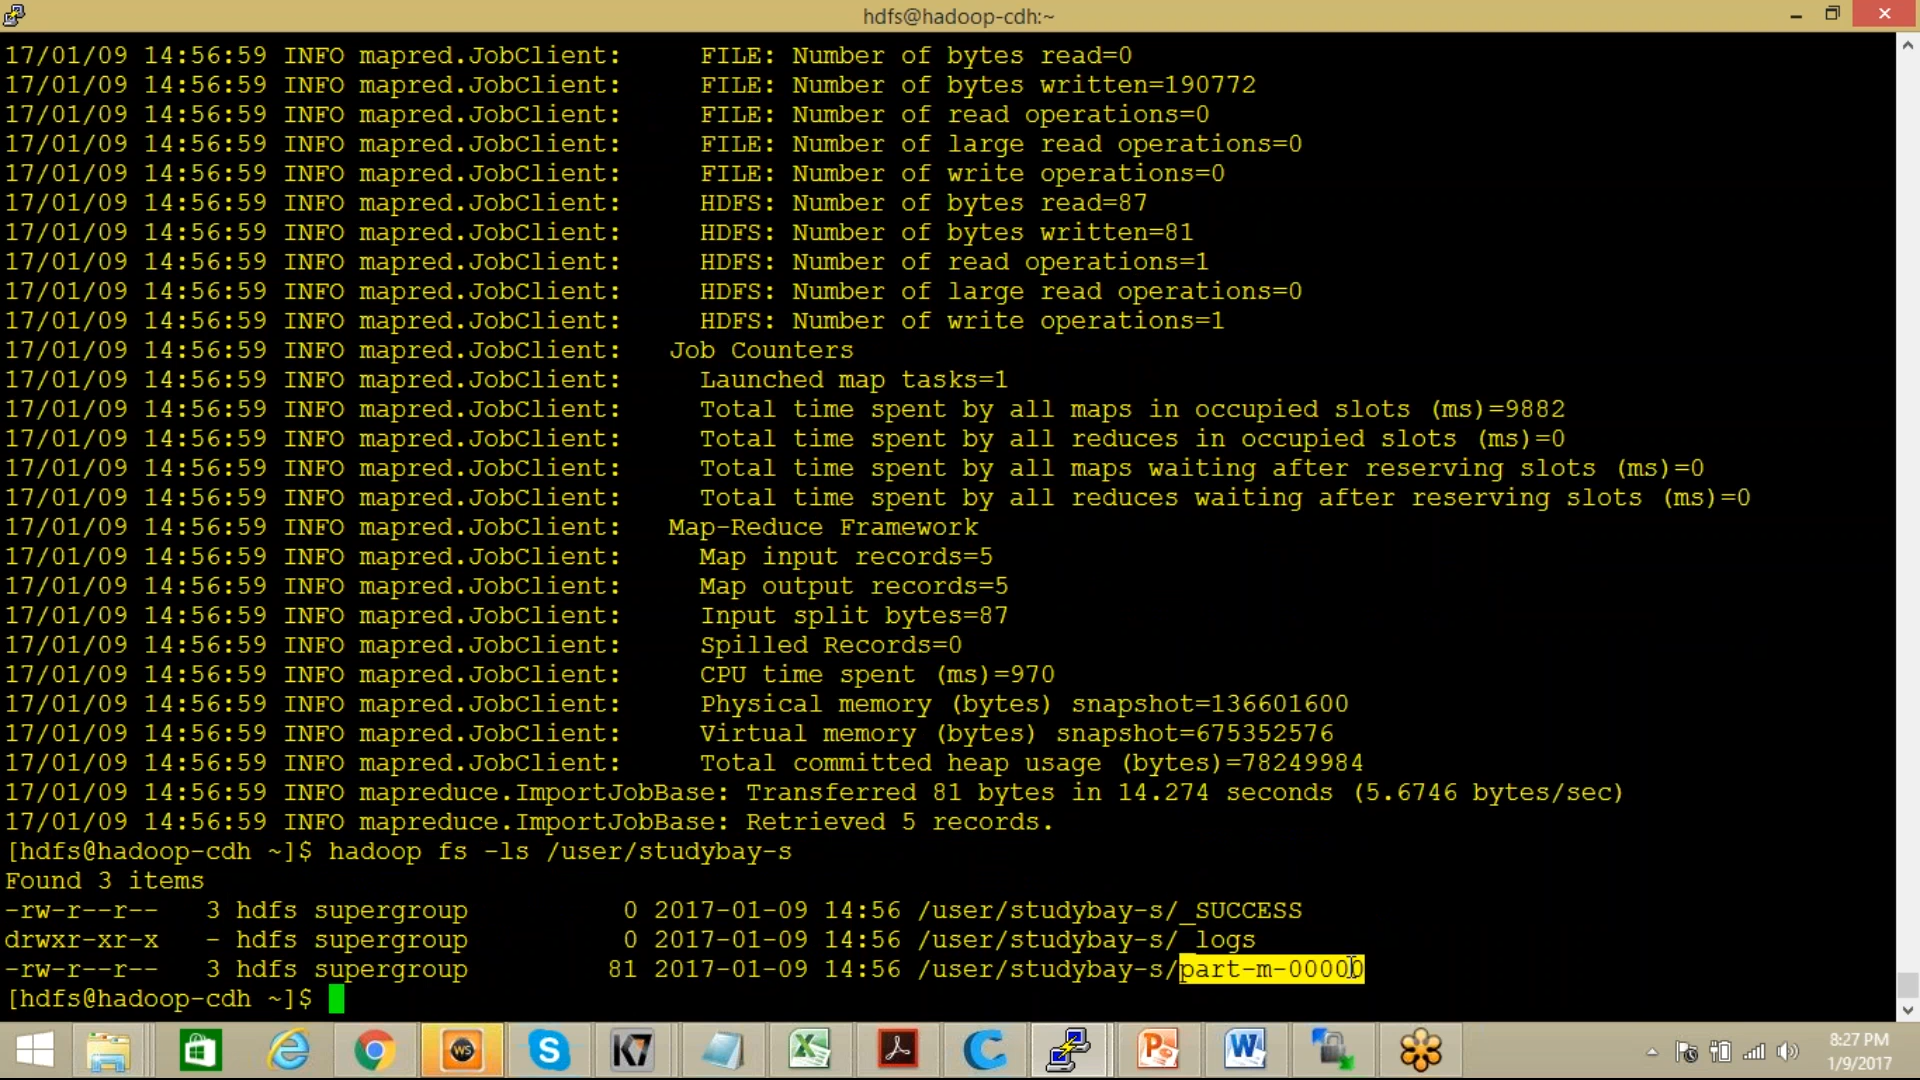 hdfs@hadoop-cdh:~
17/01/09 14:56:59 INFO mapred.JobClient:     FILE: Number of bytes read=0
17/01/09 14:56:59 INFO mapred.JobClient:     FILE: Number of bytes written=190772
17/01/09 14:56:59 INFO mapred.JobClient:     FILE: Number of read operations=0
17/01/09 14:56:59 INFO mapred.JobClient:     FILE: Number of large read operations=0
17/01/09 14:56:59 INFO mapred.JobClient:     FILE: Number of write operations=0
17/01/09 14:56:59 INFO mapred.JobClient:     HDFS: Number of bytes read=87
17/01/09 14:56:59 INFO mapred.JobClient:     HDFS: Number of bytes written=81
17/01/09 14:56:59 INFO mapred.JobClient:     HDFS: Number of read operations=1
17/01/09 14:56:59 INFO mapred.JobClient:     HDFS: Number of large read operations=0
17/01/09 14:56:59 INFO mapred.JobClient:     HDFS: Number of write operations=1
17/01/09 14:56:59 INFO mapred.JobClient:   Job Counters
17/01/09 14:56:59 INFO mapred.JobClient:     Launched map tasks=1
17/01/09 14:56:59 INFO mapred.JobClient:     Total time spent by all maps in occupied slots (ms)=9882
17/01/09 14:56:59 INFO mapred.JobClient:     Total time spent by all reduces in occupied slots (ms)=0
17/01/09 14:56:59 INFO mapred.JobClient:     Total time spent by all maps waiting after reserving slots (ms)=0
17/01/09 14:56:59 INFO mapred.JobClient:     Total time spent by all reduces waiting after reserving slots (ms)=0
17/01/09 14:56:59 INFO mapred.JobClient:   Map-Reduce Framework
17/01/09 14:56:59 INFO mapred.JobClient:     Map input records=5
17/01/09 14:56:59 INFO mapred.JobClient:     Map output records=5
17/01/09 14:56:59 INFO mapred.JobClient:     Input split bytes=87
17/01/09 14:56:59 INFO mapred.JobClient:     Spilled Records=0
17/01/09 14:56:59 INFO mapred.JobClient:     CPU time spent (ms)=970
17/01/09 14:56:59 INFO mapred.JobClient:     Physical memory (bytes) snapshot=136601600
17/01/09 14:56:59 INFO mapred.JobClient:     Virtual memory (bytes) snapshot=675352576
17/01/09 14:56:59 INFO mapred.JobClient:     Total committed heap usage (bytes)=78249984
17/01/09 14:56:59 INFO mapreduce.ImportJobBase: Transferred 81 bytes in 14.274 seconds (5.6746 bytes/sec)
17/01/09 14:56:59 INFO mapreduce.ImportJobBase: Retrieved 5 records.
[hdfs@hadoop-cdh ~]$ hadoop fs -ls /user/studybay-s
Found 3 items
-rw-r--r--   3 hdfs supergroup          0 2017-01-09 14:56 /user/studybay-s/_SUCCESS
drwxr-xr-x   - hdfs supergroup          0 2017-01-09 14:56 /user/studybay-s/_logs
-rw-r--r--   3 hdfs supergroup         81 2017-01-09 14:56 /user/studybay-s/part-m-00000
[hdfs@hadoop-cdh ~]$
8:27 PM
1/9/2017